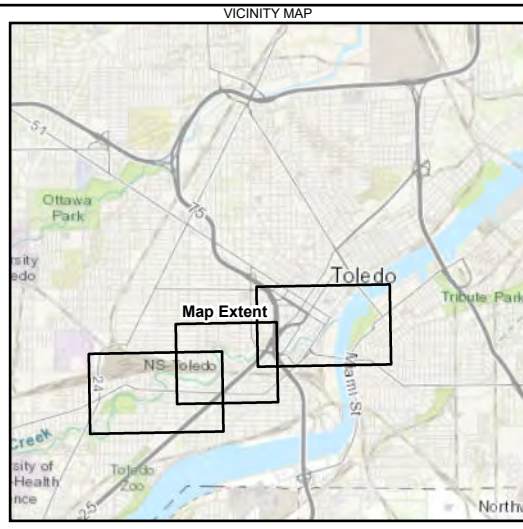 VICINITY MAP
51
Ottawa
Park
75
rsity
edo
Toledo
Tribute Park
Map Extent
NS-Toledo
24
Miami St
Creek
sity of
-Health
nce
Toledo
Zoo
25
North